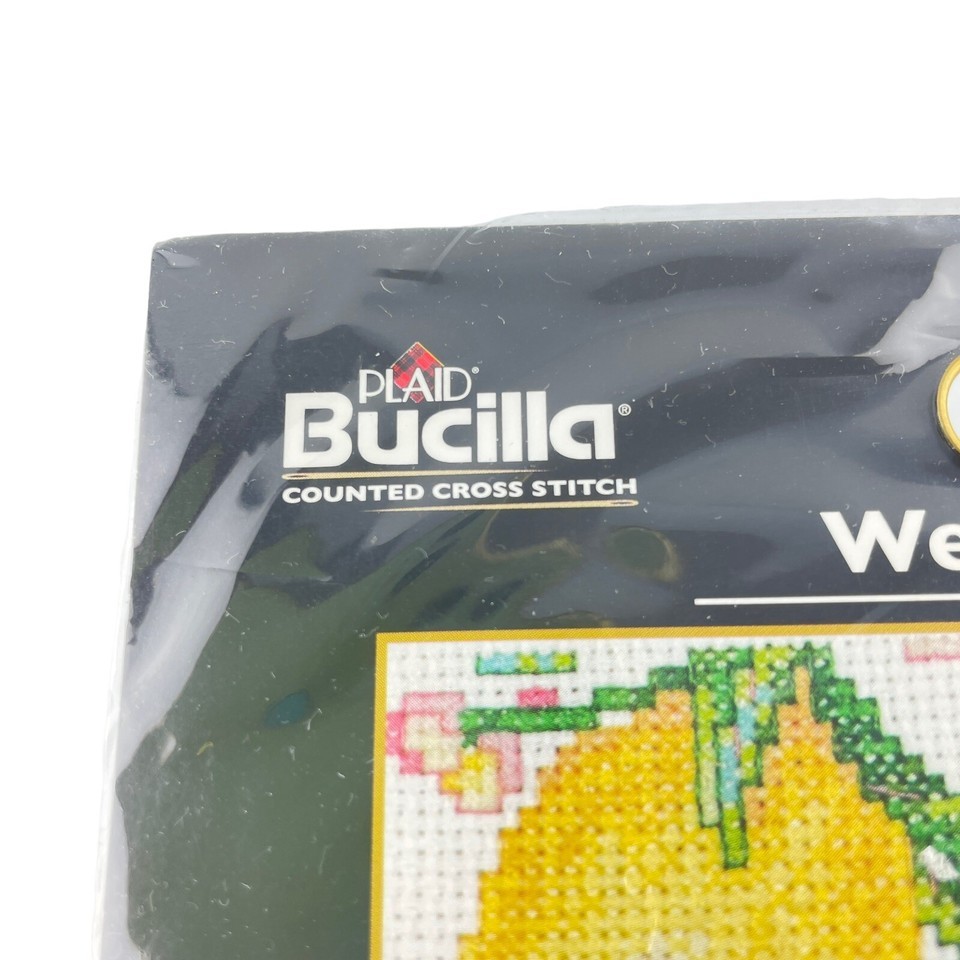 PLAID®
Bucilla®
COUNTED CROSS STITCH
We